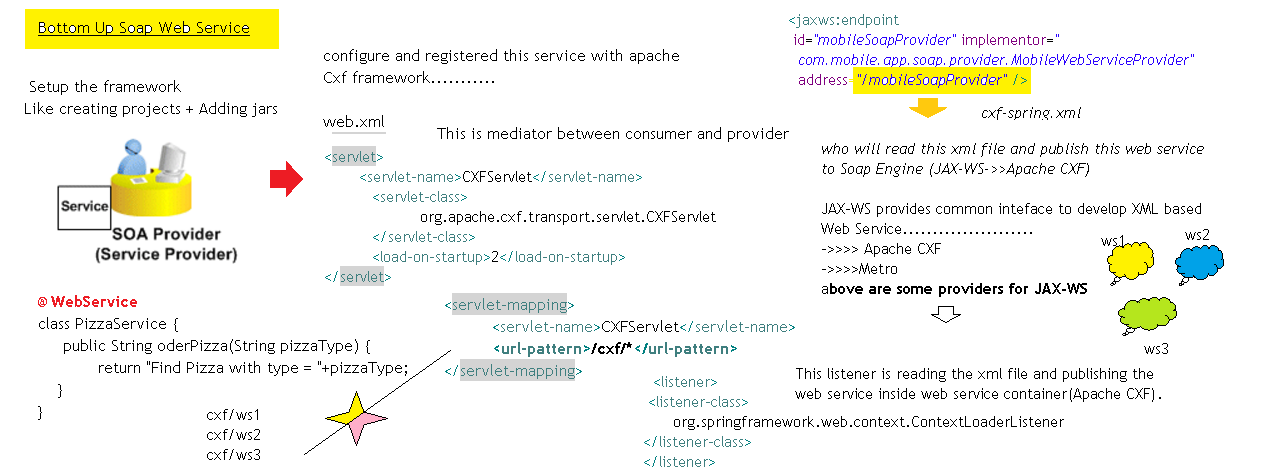 Bottom Up Soap Web Service
Setup the framework
Like creating projects + Adding jars
Service
SOA Provider
(Service Provider)
@WebService
class PizzaService {
public String oderPizza(String pizzaType) {
return "Find Pizza with type = "+pizzaType;
}
}
cxf/ws1
cxf/ws2
cxf/ws3
configure and registered this service with apache
Cxf framework...........
web.xml
This is mediator between consumer and provider
<servlet>
<servlet-name>CXFServlet</servlet-name>
<servlet-class>
org.apache.cxf.transport.servlet.CXFServlet
</servlet-class>
<load-on-startup>2</load-on-startup>
</servlet>
<servlet-mapping>
<servlet-name>CXFServlet</servlet-name>
<url-pattern>/cxf/*</url-pattern>
</servlet-mapping>
<listener>
<listener-class>
org.springframework.web.context.ContextLoaderListener
</listener-class>
</listener>
<jaxws:endpoint
id="mobileSoapProvider" implementor="
com.mobile.app.soap.provider.MobileWebServiceProvider"
address="/mobileSoapProvider" />
cxf-spring.xml
who will read this xml file and publish this web service
to Soap Engine (JAX-WS->>Apache CXF)
JAX-WS provides common inteface to develop XML based
Web Service.......................
->>>> Apache CXF
->>>>Metro
above are some providers for JAX-WS
ws1
ws2
ws3
This listener is reading the xml file and publishing the
web service inside web service container(Apache CXF).